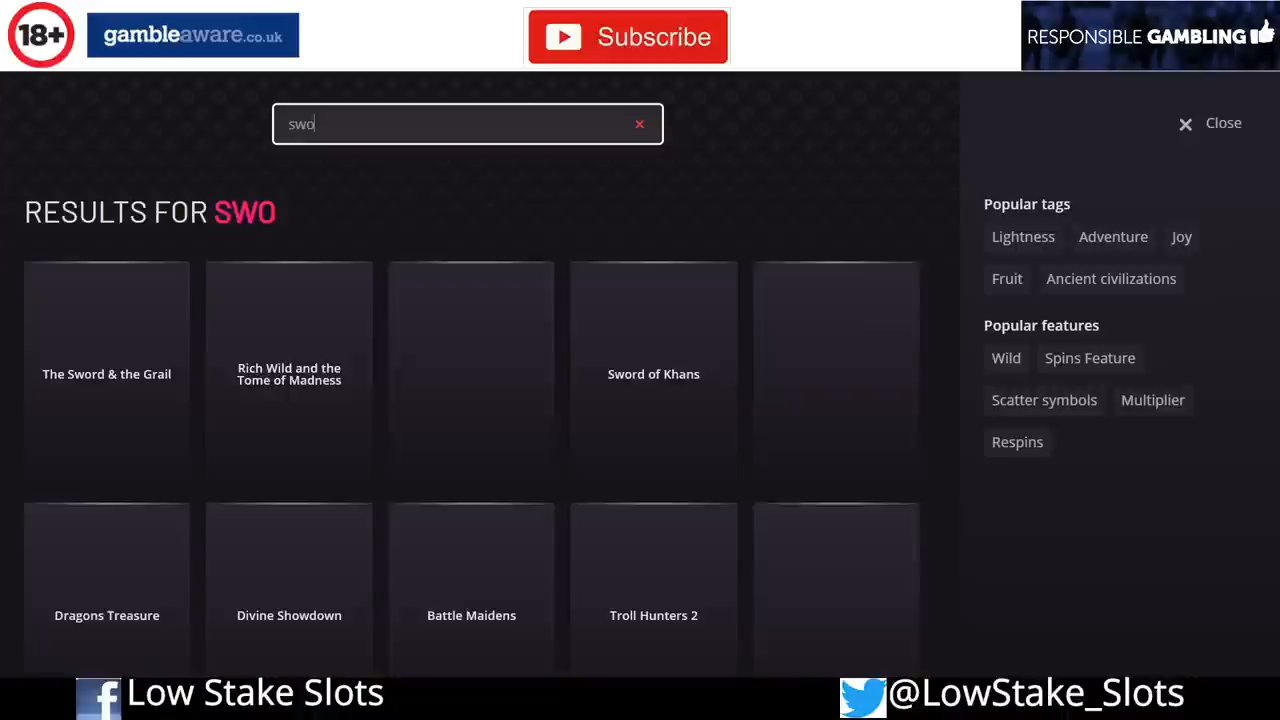 18+
gambleaware.co.uk
Subscribe
RESPONSIBLE GAMBLING
swo
Close
RESULTS FOR SWO
Popular tags
Lightness Adventure Joy
Fruit Ancient civilizations
Popular features
Wild Spins Feature
Scatter symbols Multiplier
Respins
The Sword & the Grail
Rich Wild and the
Tome of Madness
Sword of Khans
Dragons Treasure
Divine Showdown
Battle Maidens
Troll Hunters 2
Low Stake Slots
@LowStake_Slots